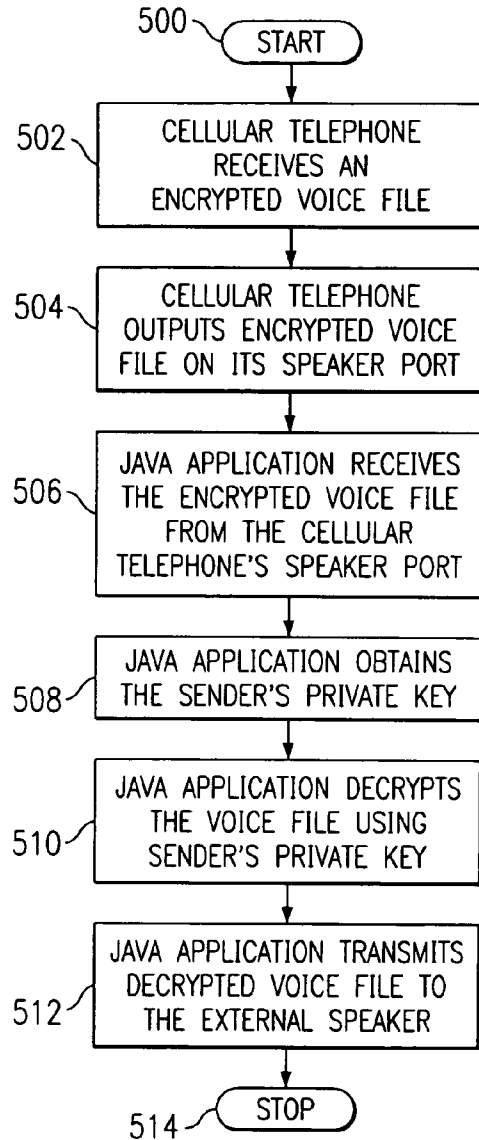 500
START
502
CELLULAR TELEPHONE
RECEIVES AN
ENCRYPTED VOICE FILE
504
CELLULAR TELEPHONE
OUTPUTS ENCRYPTED VOICE
FILE ON ITS SPEAKER PORT
506
JAVA APPLICATION RECEIVES
THE ENCRYPTED VOICE FILE
FROM THE CELLULAR
TELEPHONE'S SPEAKER PORT
508
JAVA APPLICATION OBTAINS
THE SENDER'S PRIVATE KEY
510
JAVA APPLICATION DECRYPTS
THE VOICE FILE USING
SENDER'S PRIVATE KEY
512
JAVA APPLICATION TRANSMITS
DECRYPTED VOICE FILE TO
THE EXTERNAL SPEAKER
514
STOP